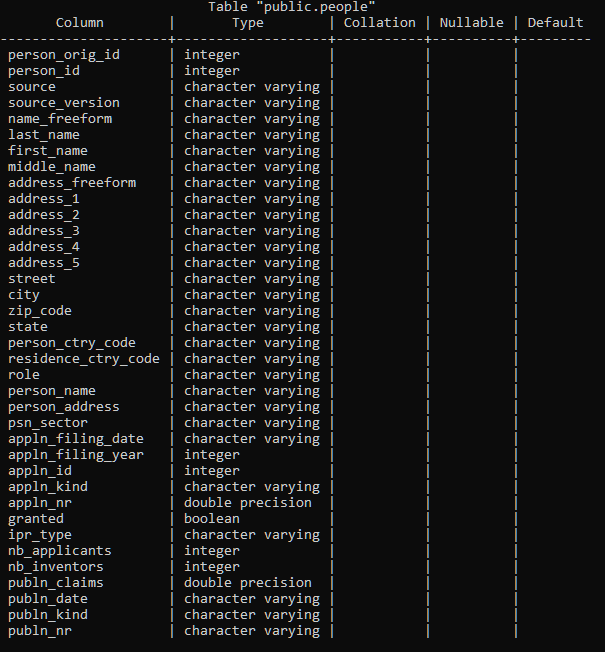 Table "public.people"
      Column        |       Type        | Collation | Nullable | Default
--------------------+-------------------+-----------+----------+---------
 person_orig_id     | integer           |           |          |
 person_id          | integer           |           |          |
 source             | character varying |           |          |
 source_version     | character varying |           |          |
 name_freeform      | character varying |           |          |
 last_name          | character varying |           |          |
 first_name         | character varying |           |          |
 middle_name        | character varying |           |          |
 address_freeform   | character varying |           |          |
 address_1          | character varying |           |          |
 address_2          | character varying |           |          |
 address_3          | character varying |           |          |
 address_4          | character varying |           |          |
 address_5          | character varying |           |          |
 street             | character varying |           |          |
 city               | character varying |           |          |
 zip_code           | character varying |           |          |
 state              | character varying |           |          |
 person_ctry_code   | character varying |           |          |
 residence_ctry_code | character varying |           |          |
 role               | character varying |           |          |
 person_name        | character varying |           |          |
 person_address     | character varying |           |          |
 psn_sector         | character varying |           |          |
 appln_filing_date  | character varying |           |          |
 appln_filing_year  | integer           |           |          |
 appln_id           | integer           |           |          |
 appln_kind         | character varying |           |          |
 appln_nr           | double precision  |           |          |
 granted            | boolean           |           |          |
 ipr_type           | character varying |           |          |
 nb_applicants      | integer           |           |          |
 nb_inventors       | integer           |           |          |
 publn_claims       | double precision  |           |          |
 publn_date         | character varying |           |          |
 publn_kind         | character varying |           |          |
 publn_nr           | character varying |           |          |